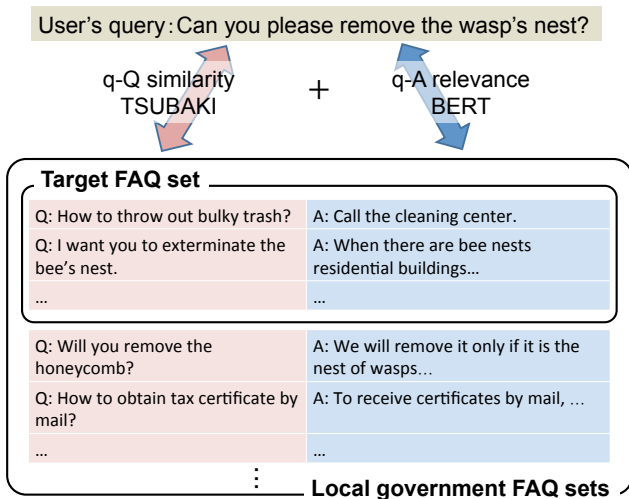 User's query:Can you please remove the wasp's nest?
q-Q similarity
TSUBAKI
+
q-A relevance
BERT
Target FAQ set
Q: How to throw out bulky trash?
A: Call the cleaning center.
Q: I want you to exterminate the
bee's nest.
A: When there are bee nests
residential buildings...
...
...
Q: Will you remove the
honeycomb?
A: We will remove it only if it is the
nest of wasps...
Q: How to obtain tax certificate by
mail?
A: To receive certificates by mail, ...
...
...
⋮
Local government FAQ sets